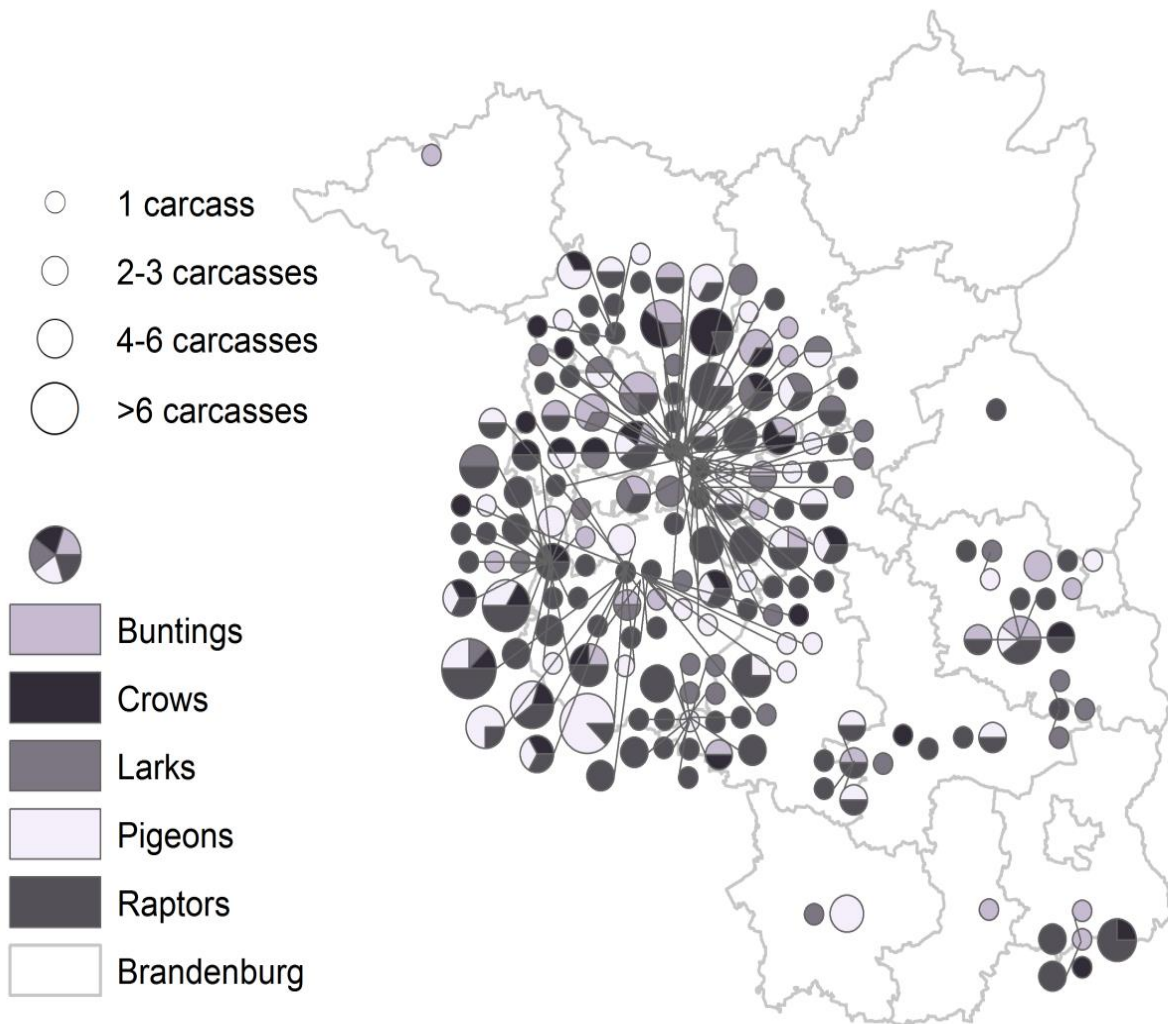 1 carcass
2-3 carcasses
4-6 carcasses
>6 carcasses
Buntings
Crows
Larks
Pigeons
Raptors
Brandenburg